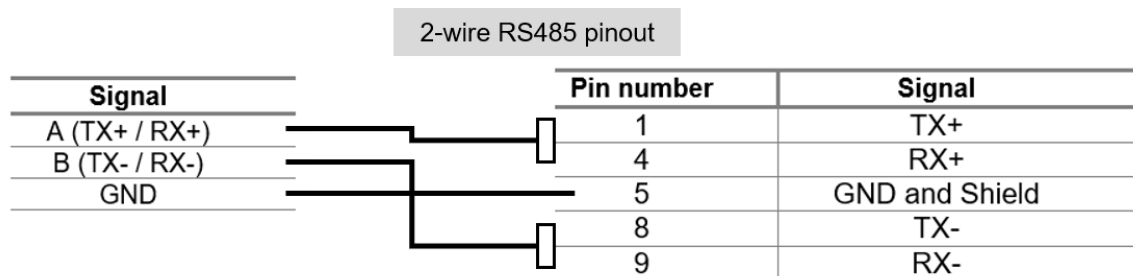 2-wire RS485 pinout
Signal
A (TX+ / RX+)
B (TX- / RX-)
GND
Pin number Signal
1 TX+
4 RX+
5 GND and Shield
8 TX-
9 RX-